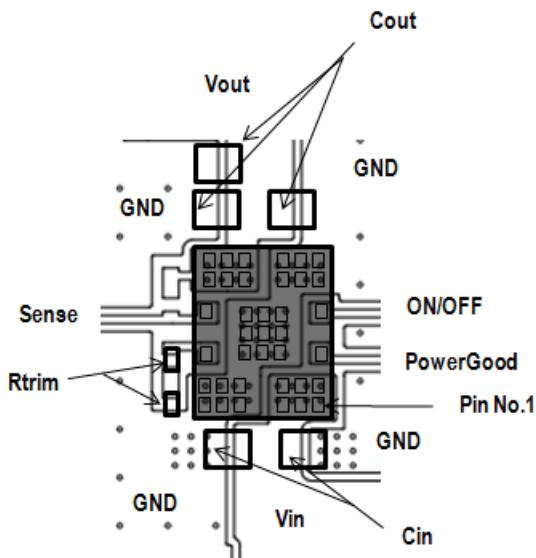 Cout
Vout
GND
GND
Sense
ON/OFF
PowerGood
Rtrim
Pin No.1
GND
GND
Vin
Cin